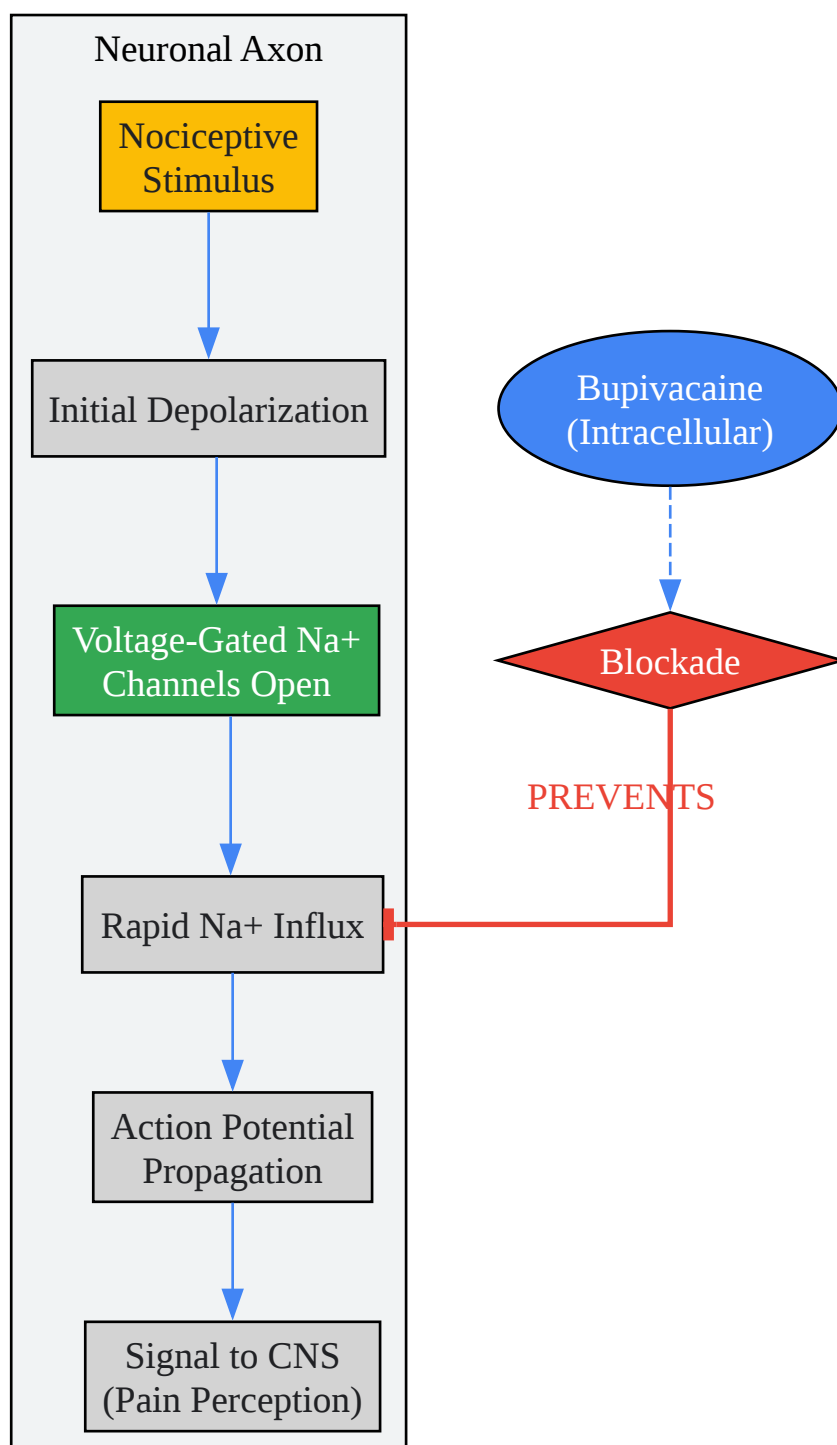 Neuronal Axon
Nociceptive
Stimulus
Initial Depolarization
Bupivacaine
(Intracellular)
Voltage-Gated Na+
Channels Open
Blockade
PREVENTS
Rapid Na+ Influx
Action Potential
Propagation
Signal to CNS
(Pain Perception)